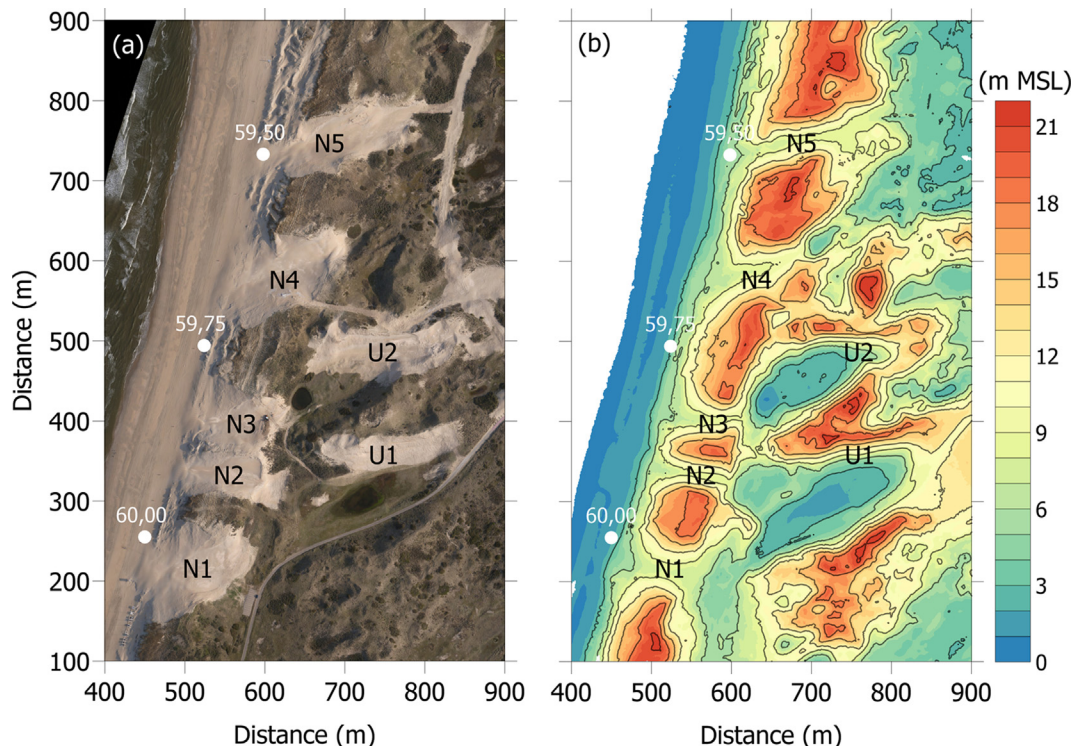 (a)
900
800
700
600
500
400
300
200
100
Distance (m)
400 500 600 700 800 900
Distance (m)
59,50
N5
N4
59,75
U2
N3
U1
N2
60,00
N1
(b)
59,50
N5
N4
59,75
U2
N3
U1
N2
60,00
N1
400 500 600 700 800 900
Distance (m)
(m MSL)
21
18
15
12
9
6
3
0